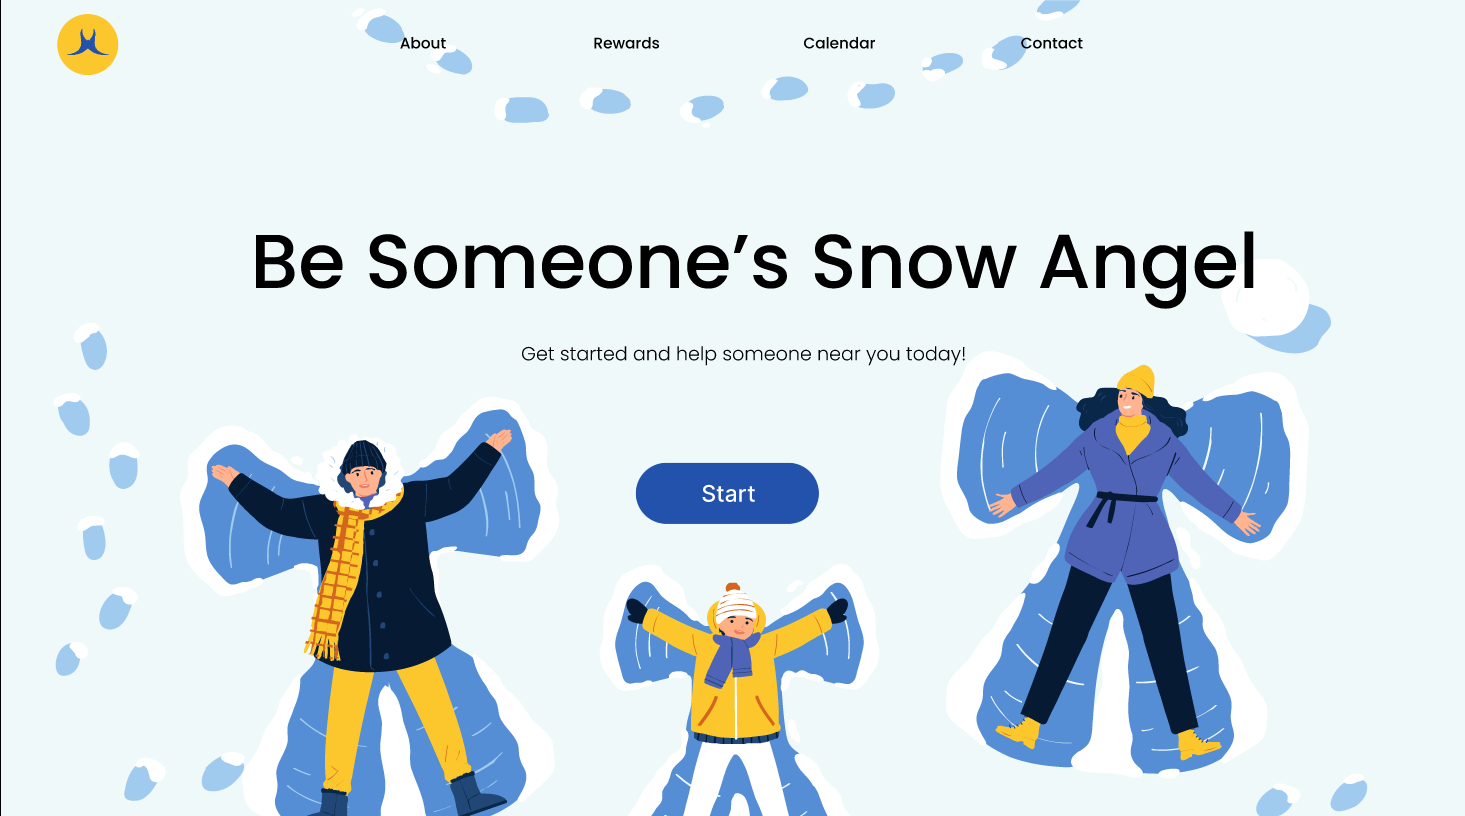 About
Rewards
Calendar
Contact
Be Someone’s Snow Angel
Get started and help someone near you today!
Start